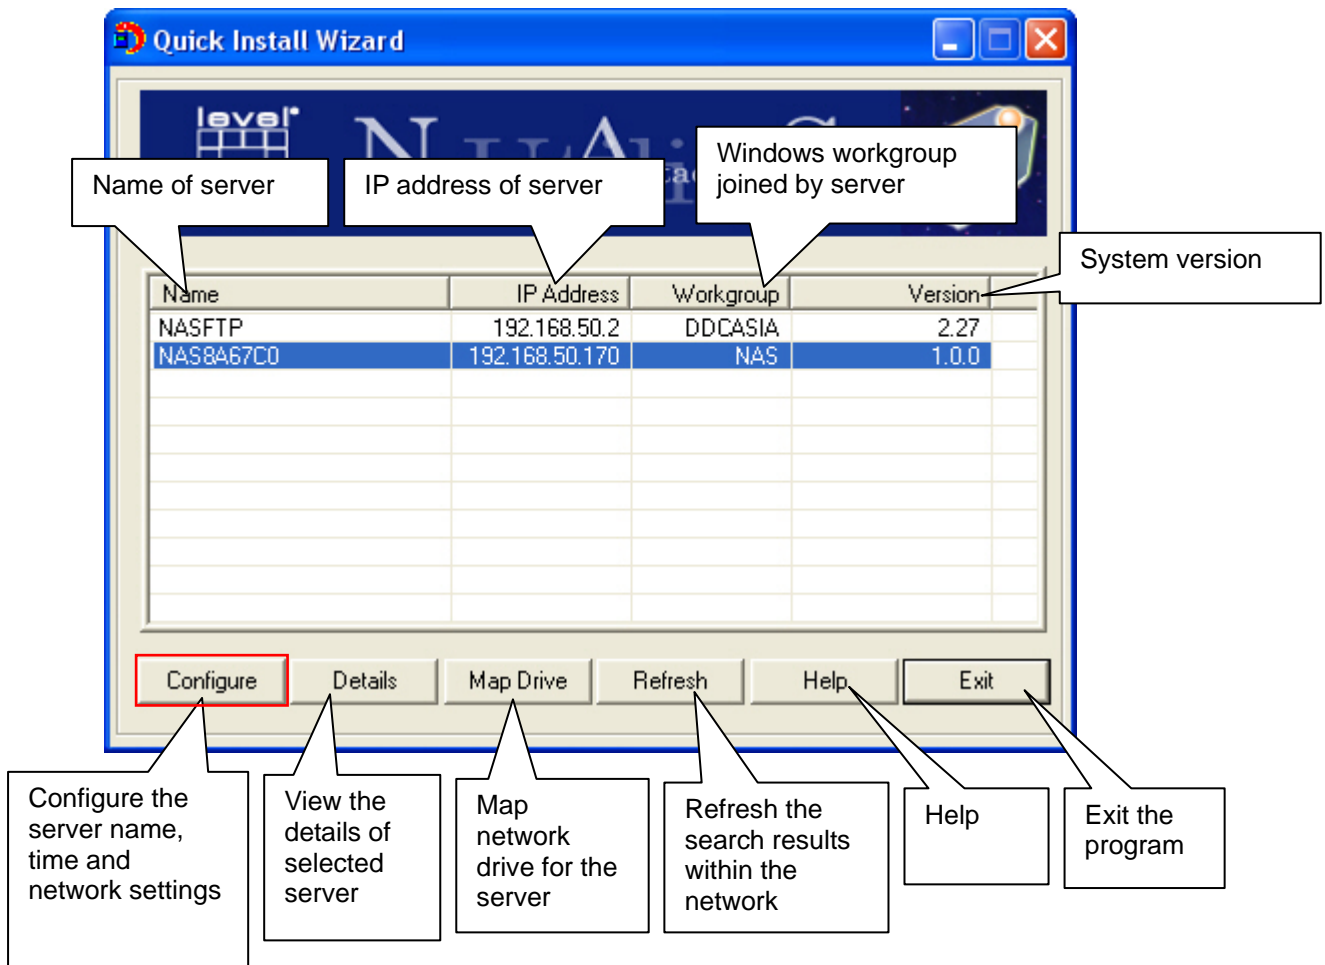 Quick Install Wizard
level
N A S
Name of server
IP address of server
Windows workgroup
joined by server
System version
Name IP Address Workgroup Version
NASFTP 192.168.50.2 DDCASIA 2.27
NAS8A67C0 192.168.50.170 NAS 1.0.0
Configure Details Map Drive Refresh Help Exit
Configure the
server name,
time and
network settings
View the
details of
selected
server
Map
network
drive for the
server
Refresh the
search results
within the
network
Help
Exit the
program